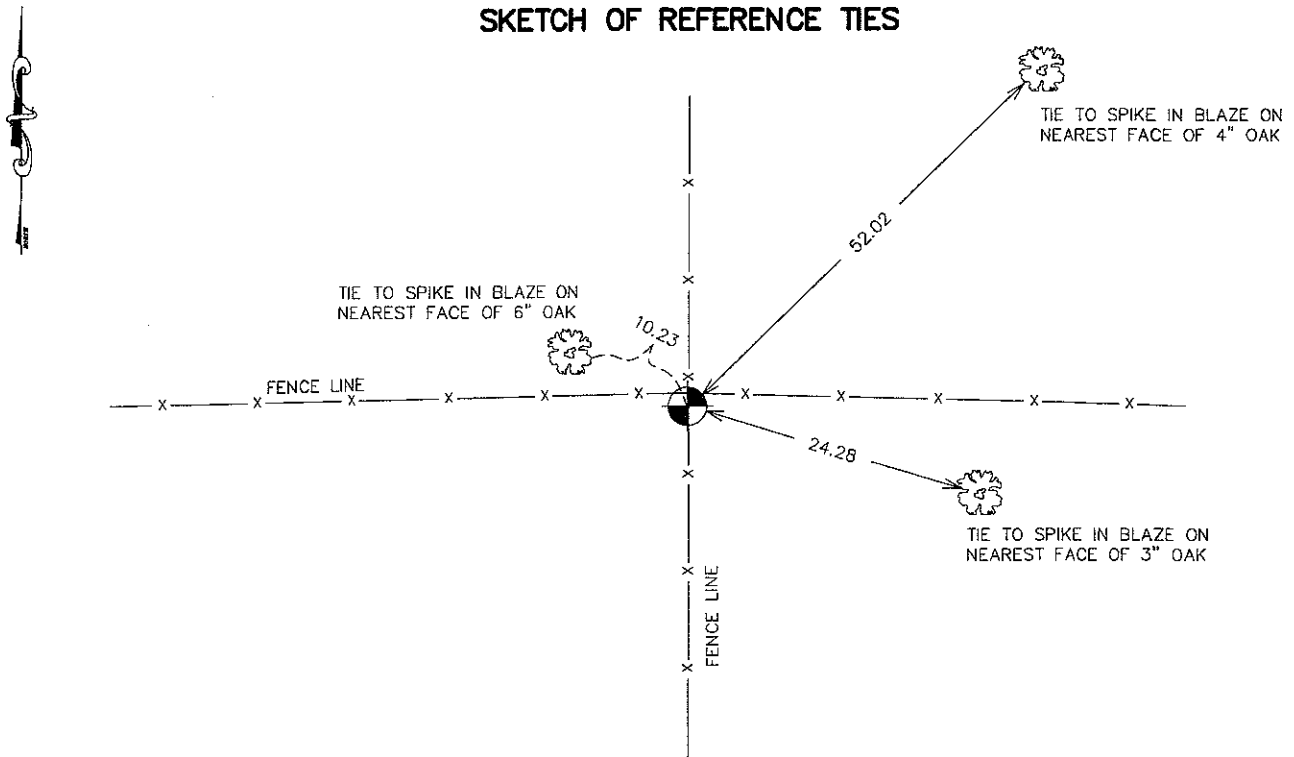 SKETCH OF REFERENCE TIES
TIE TO SPIKE IN BLAZE ON
NEAREST FACE OF 4" OAK
52.02
TIE TO SPIKE IN BLAZE ON
NEAREST FACE OF 6" OAK
10.23
FENCE LINE
24.28
TIE TO SPIKE IN BLAZE ON
NEAREST FACE OF 3" OAK
FENCE LINE